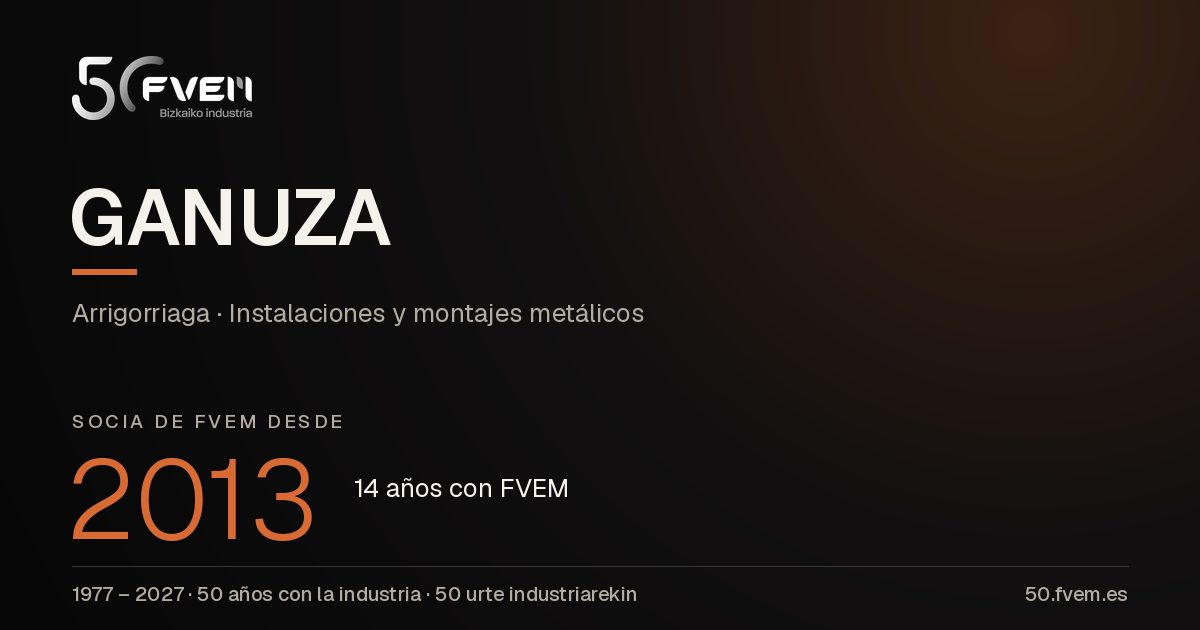 50 FVEM
Bizkaiko industria
GANUZA
Arrigorriaga · Instalaciones y montajes metálicos
SOCIA DE FVEM DESDE
2013
14 años con FVEM
1977 – 2027 · 50 años con la industria · 50 urte industriarekin
50.fvem.es